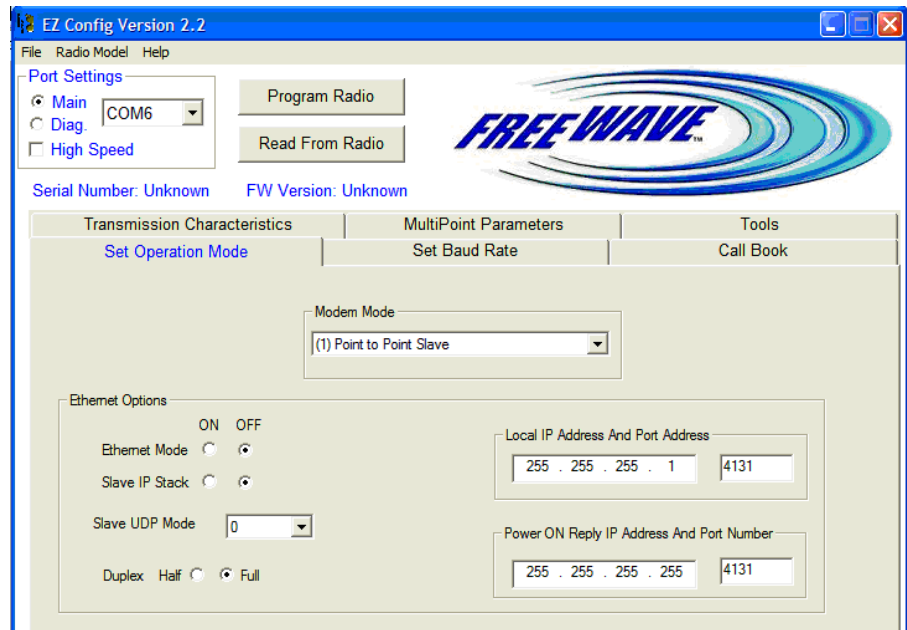 EZ Config Version 2.2
File Radio Model Help
Port Settings
Main
Diag.
COM6
High Speed
Program Radio
Read From Radio
FREEWAVE™
Serial Number: Unknown FW Version: Unknown
Transmission Characteristics MultiPoint Parameters Tools
Set Operation Mode Set Baud Rate Call Book
Modem Mode
(1) Point to Point Slave
Ethernet Options
ON OFF
Ethernet Mode
Slave IP Stack
Slave UDP Mode 0
Duplex Half Full
Local IP Address And Port Address
255 . 255 . 255 . 1 4131
Power ON Reply IP Address And Port Number
255 . 255 . 255 . 255 4131